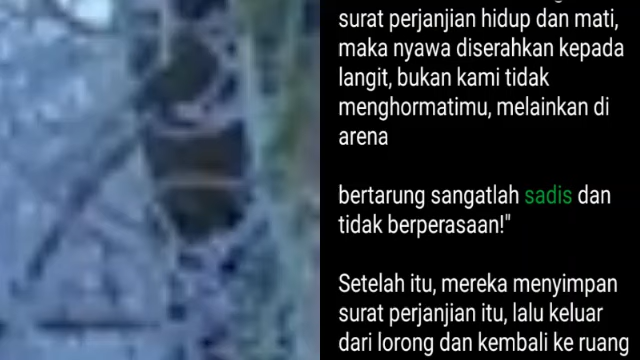 surat perjanjian hidup dan mati,
maka nyawa diserahkan kepada
langit, bukan kami tidak
menghormatimu, melainkan di
arena
bertarung sangatlah sadis dan
tidak berperasaan!"
Setelah itu, mereka menyimpan
surat perjanjian itu, lalu keluar
dari lorong dan kembali ke ruang